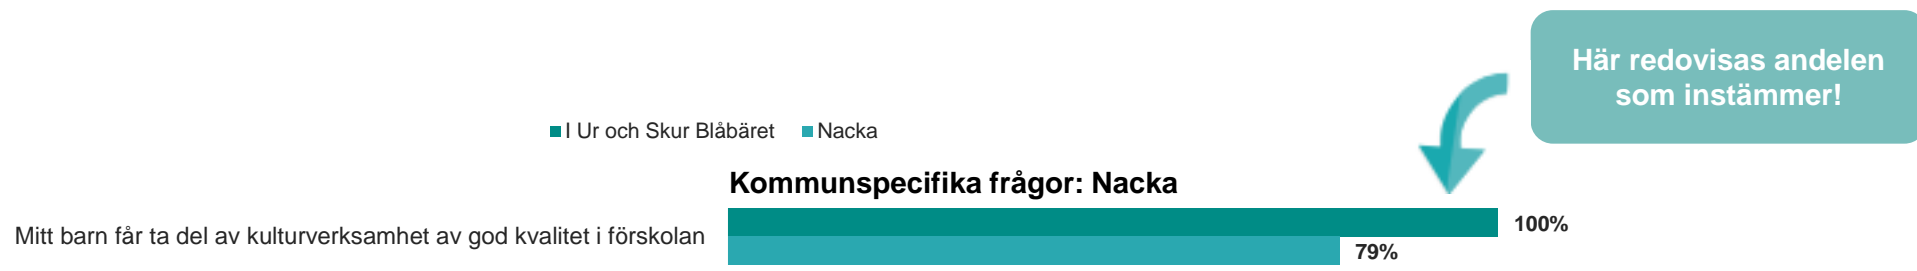 Här redovisas andelen
som instämmer!
I Ur och Skur Blåbäret Nacka
Kommunspecifika frågor: Nacka
Mitt barn får ta del av kulturverksamhet av god kvalitet i förskolan
100%
79%